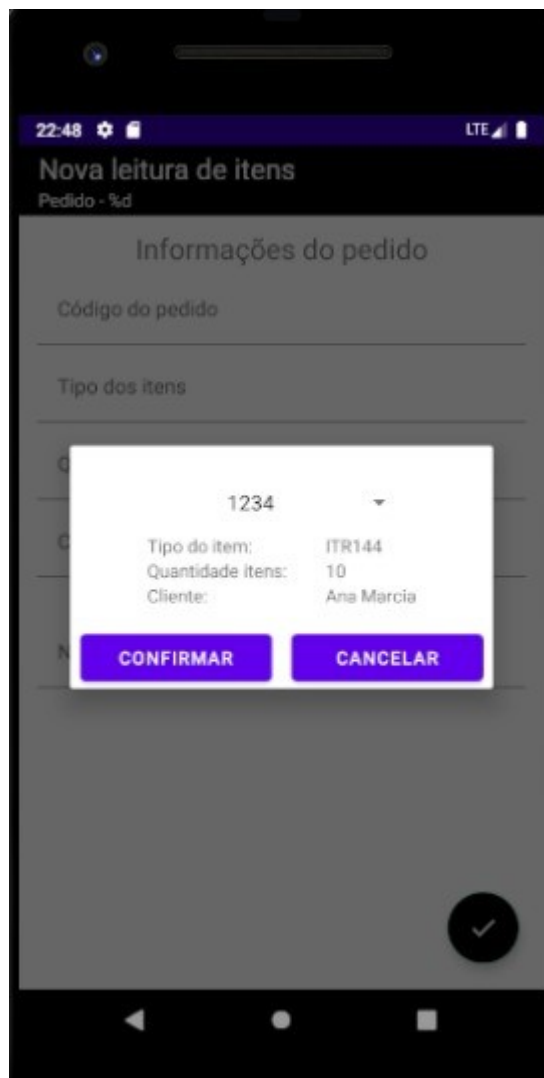 22:48 LTE
Nova leitura de itens
Pedido - %d
Informações do pedido
Código do pedido
Tipo dos itens
1234
Tipo do item: ITR144
Quantidade itens: 10
Cliente: Ana Marcia
CONFIRMAR CANCELAR